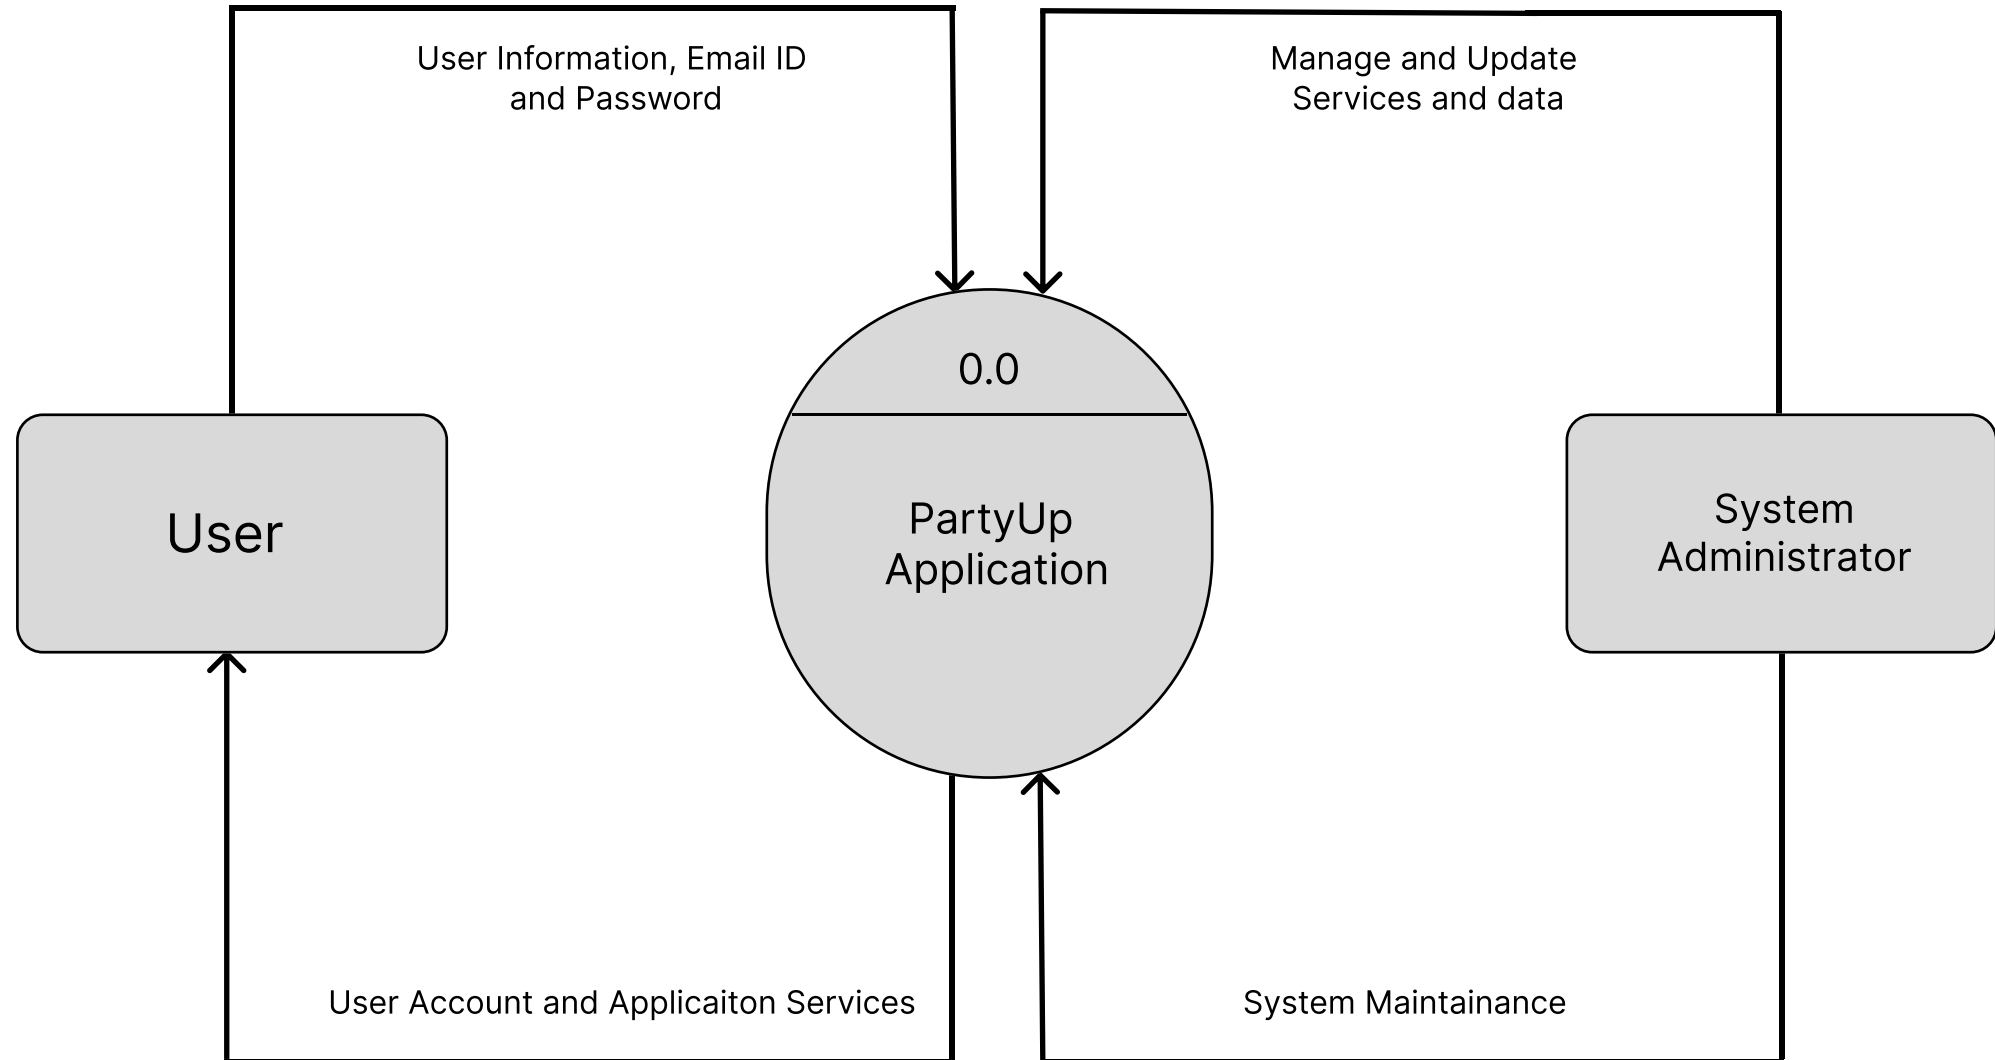 User Information, Email ID
and Password
Manage and Update
Services and data
0.0
User
PartyUp
Application
System
Administrator
User Account and Applicaiton Services
System Maintainance